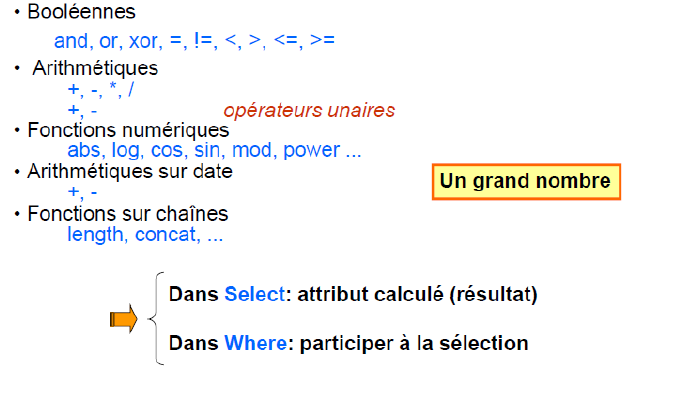 • Booléennes
and, or, xor, =, !=, <, >, <=, >=
• Arithmétiques
+, -, *, /
+, - opérateurs unaires
• Fonctions numériques
abs, log, cos, sin, mod, power ...
• Arithmétiques sur date
+, -
Un grand nombre
• Fonctions sur chaînes
length, concat, ...
Dans Select: attribut calculé (résultat)
Dans Where: participer à la sélection